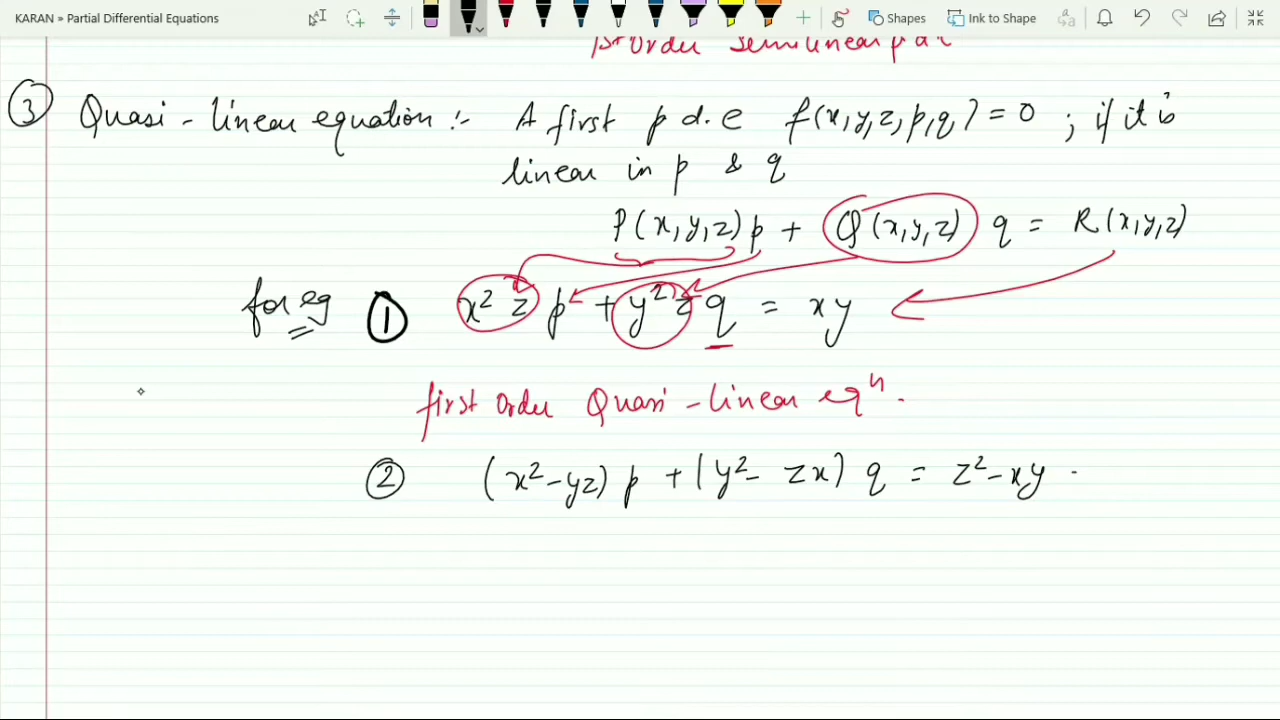 KARAN » Partial Differential Equations Shapes Ink to Shape
1st Order Semilinear p.d.e
③ Quasi-linear equation :- A first p d.e f(x,y,z,p,q) = 0 ; if it is
linear in p & q
P(x,y,z)p + Q(x,y,z) q = R(x,y,z)
for eg ① x² z p + y² z q = xy
first order Quasi-linear eqⁿ.
② (x²-yz) p + (y²- zx) q = z²-xy .